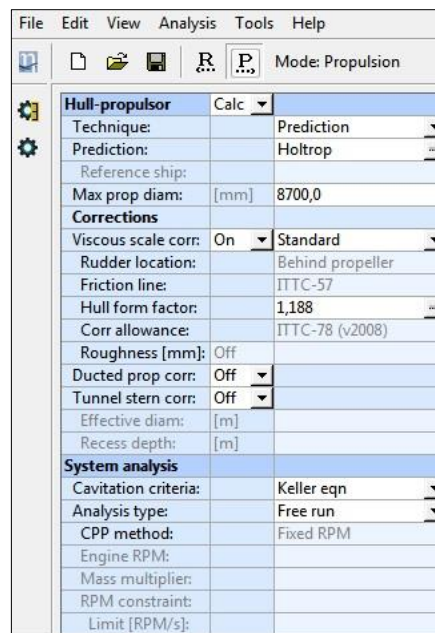 File Edit View Analysis Tools Help
R P Mode: Propulsion
Hull-propulsor Calc
Technique: Prediction
Prediction: Holtrop
Reference ship:
Max prop diam: [mm] 8700,0
Corrections
Viscous scale corr: On Standard
Rudder location: Behind propeller
Friction line: ITTC-57
Hull form factor: 1,188
Corr allowance: ITTC-78 (v2008)
Roughness [mm]: Off
Ducted prop corr: Off
Tunnel stern corr: Off
Effective diam: [m]
Recess depth: [m]
System analysis
Cavitation criteria: Keller eqn
Analysis type: Free run
CPP method: Fixed RPM
Engine RPM:
Mass multiplier:
RPM constraint:
Limit [RPM/s]: